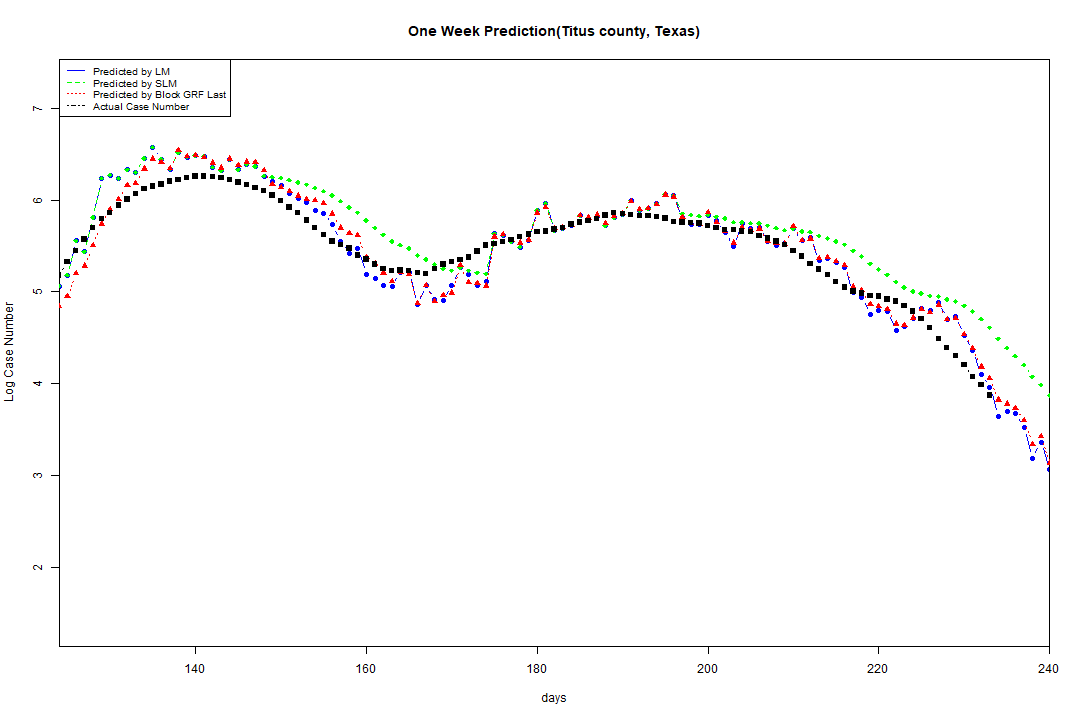 One Week Prediction(Titus county, Texas)
Predicted by LM
Predicted by SLM
Predicted by Block GRF Last
Actual Case Number
7
6
5
4
3
2
Log Case Number
140 160 180 200 220 240
days